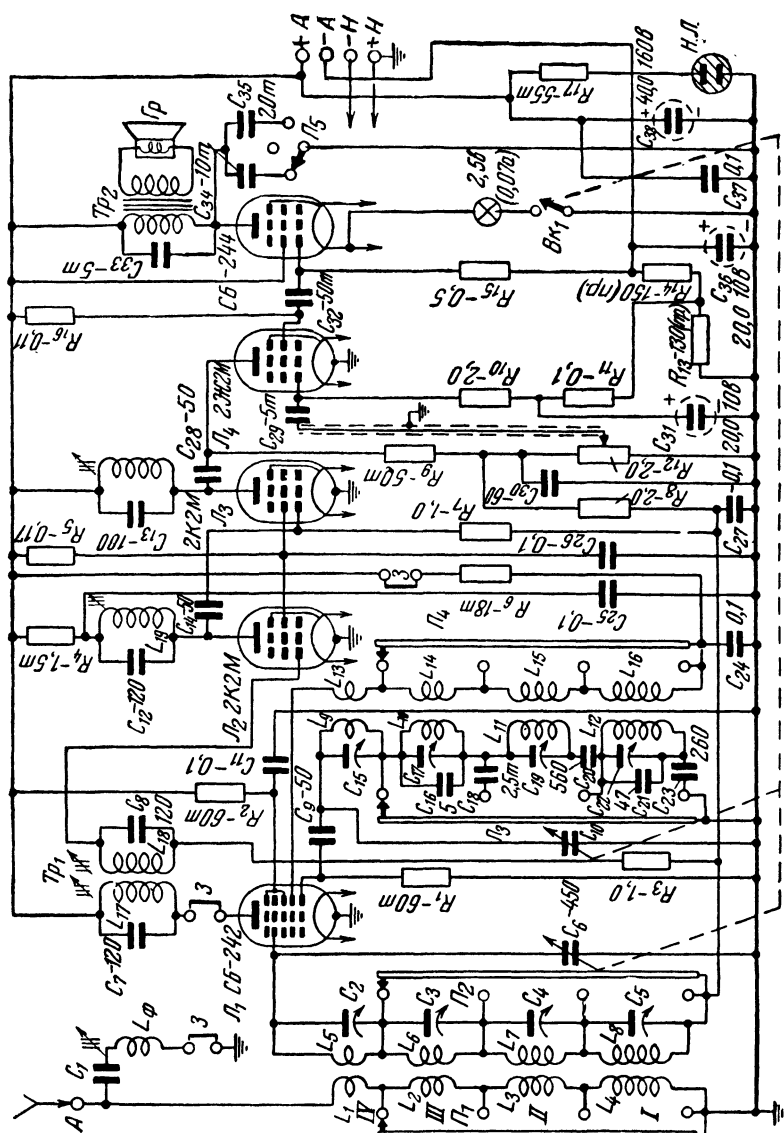 +А
-А
-Н
+Н
Н.Л.
R₁₇-55т
С₃₈ 40,0 160В
Гр
С₃₅
20т
П₅
С₃₄-10т
Тр₂
С₃₃-5т
СБ-244
2,5В
(0,07а)
Вк₁
0,1
С₃₇
С₃₆
20,0 10В
R₁₄-150(пр)
R₁₃-130(пр)
R₁₅-0,5
С₃₂-50т
R₁₆-0,11
Л₄ 2Ж2М
С₂₈-50
С₂₉-5т
R₁₀-2,0
R₁₁-0,1
С₃₁
20,0 10В
R₉-50т
С₃₀ 60
R₁₂-2,0
R₈-2,0
С₂₇-0,1
R₇-1,0
С₁₃-100
2К2М
Л₃
R₅-0,17
С₂₆-0,1
З
R₆-18т
С₂₅-0,1
R₄-1,5т
С₁₄-50
L₁₉
С₁₂-120
Л₂ 2К2М
П₄
L₁₃
L₁₄
L₁₅
L₁₆
С₂₄
0,1
С₁₁-0,1
R₂-60т
С₉-50
L₉
С₁₅
L₁₀
С₁₇
С₁₆
5
С₁₈
2,5т
L₁₁
С₁₉
560
С₂₀
L₁₂
С₂₂
47
С₂₁
С₂₃
260
С₁₀
R₃-1,0
Тр₁
С₈
120
L₁₈
L₁₇
С₇-120
З
Л₁ СБ-242
R₁-60т
С₆-450
L_Ф
С₁
З
А
L₅
С₂
L₆
С₃
П₂
L₇
С₄
L₈
С₅
L₁
IV
L₂
III
П₁
L₃
II
L₄
I